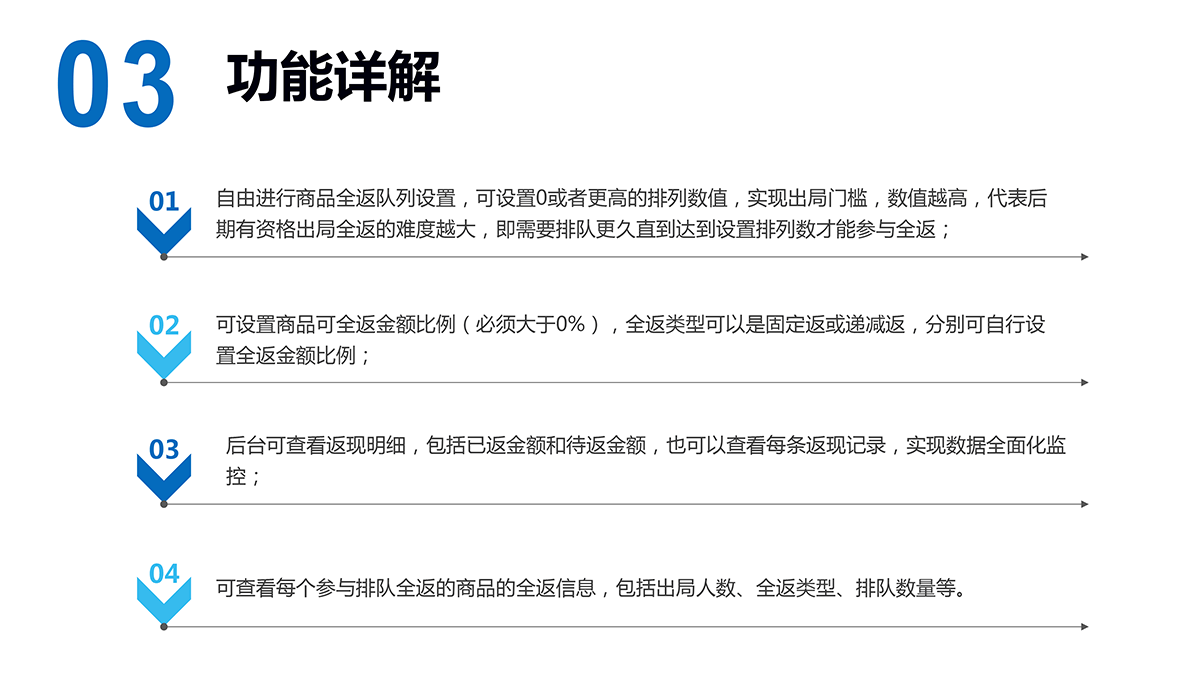 03
功能详解
01
自由进行商品全返队列设置，可设置0或者更高的排列数值，实现出局门槛，数值越高，代表后
期有资格出局全返的难度越大，即需要排队更久直到达到设置排列数才能参与全返；
02
可设置商品可全返金额比例（必须大于0%），全返类型可以是固定返或递减返，分别可自行设
置全返金额比例；
03
后台可查看返现明细，包括已返金额和待返金额，也可以查看每条返现记录，实现数据全面化监
控；
04
可查看每个参与排队全返的商品的全返信息，包括出局人数、全返类型、排队数量等。